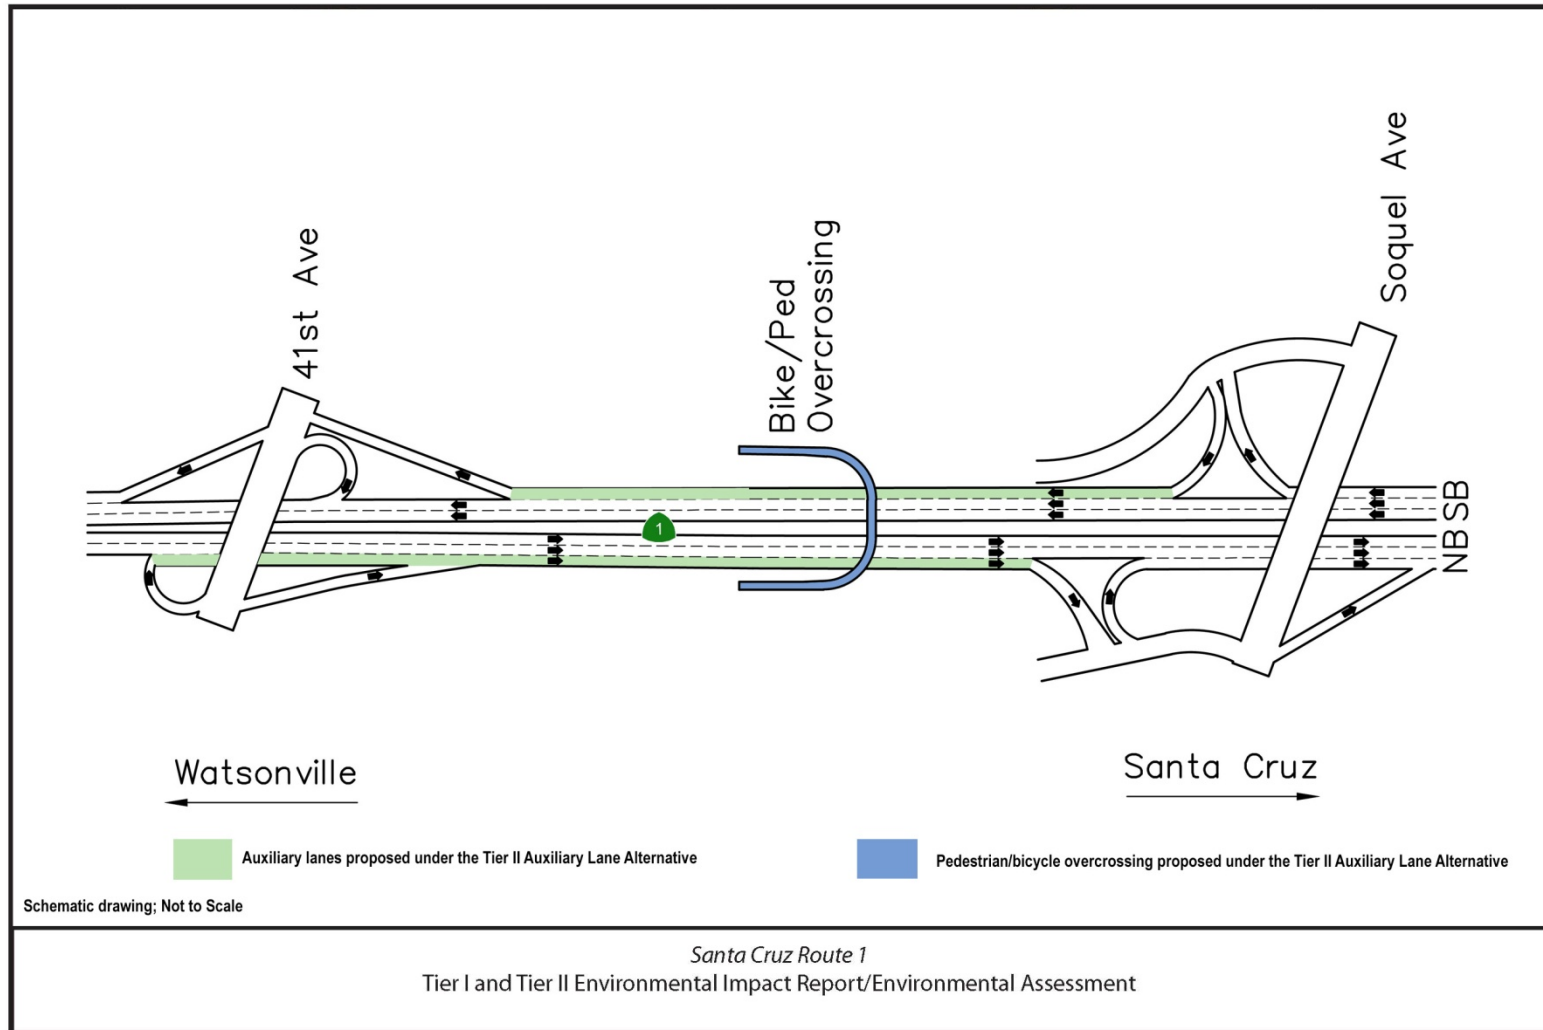 41st Ave
Bike/Ped
Overcrossing
Soquel Ave
SB
1
NB
Watsonville
Santa Cruz
Auxiliary lanes proposed under the Tier II Auxiliary Lane Alternative
Pedestrian/bicycle overcrossing proposed under the Tier II Auxiliary Lane Alternative
Schematic drawing; Not to Scale
Santa Cruz Route 1
Tier I and Tier II Environmental Impact Report/Environmental Assessment